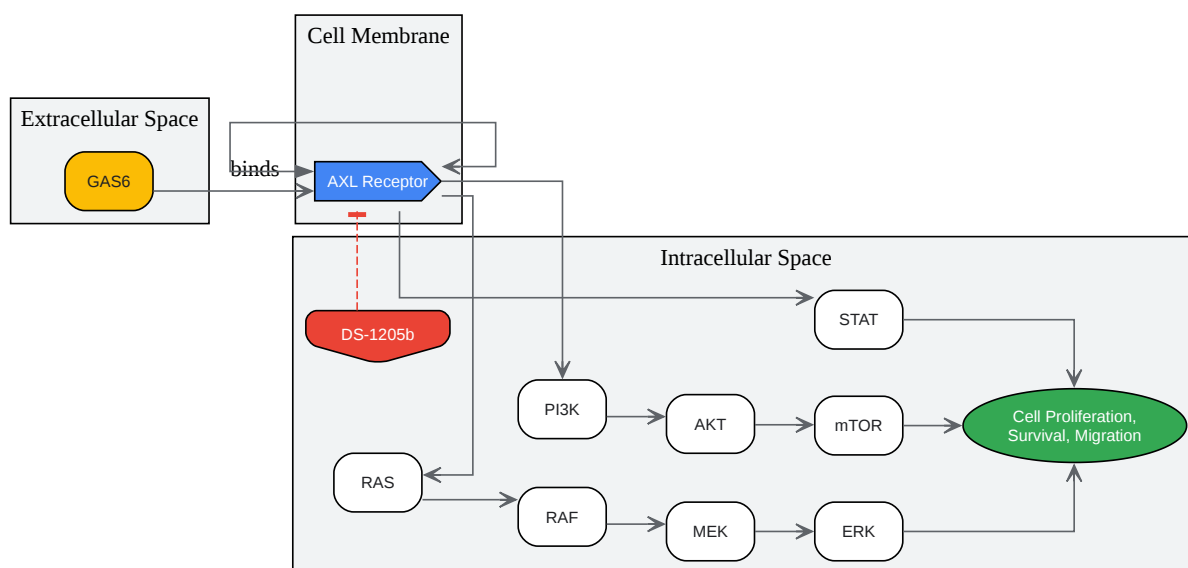 Cell Membrane
Extracellular Space
binds
GAS6
AXL Receptor
Intracellular Space
STAT
DS-1205b
PI3K
AKT
mTOR
Cell Proliferation,
Survival, Migration
RAS
RAF
MEK
ERK